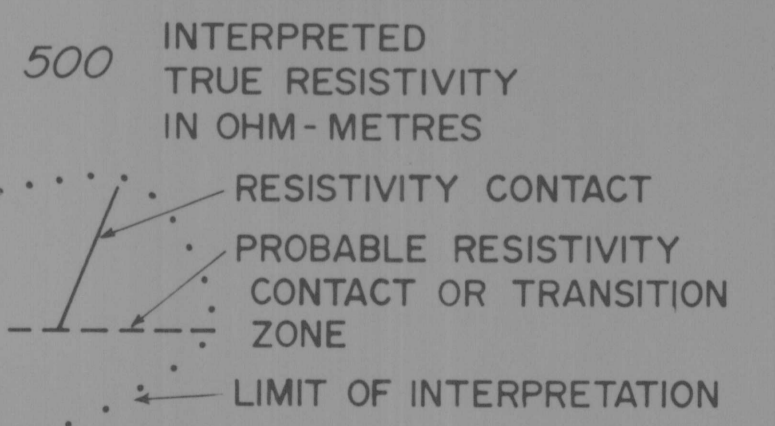 500 INTERPRETED
TRUE RESISTIVITY
IN OHM-METRES
RESISTIVITY CONTACT
PROBABLE RESISTIVITY
CONTACT OR TRANSITION
ZONE
LIMIT OF INTERPRETATION